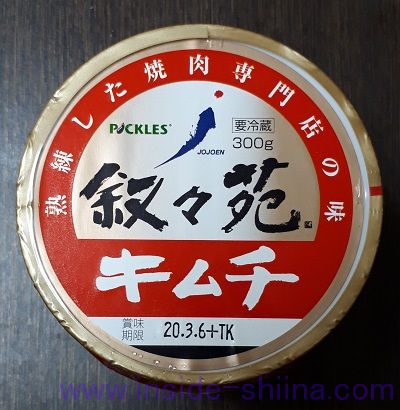 熟練した焼肉専門店の味
PICKLES
JOJOEN
要冷蔵
300g
叙々苑
キムチ
賞味
期限
20.3.6+TK
www.inside-shiina.com